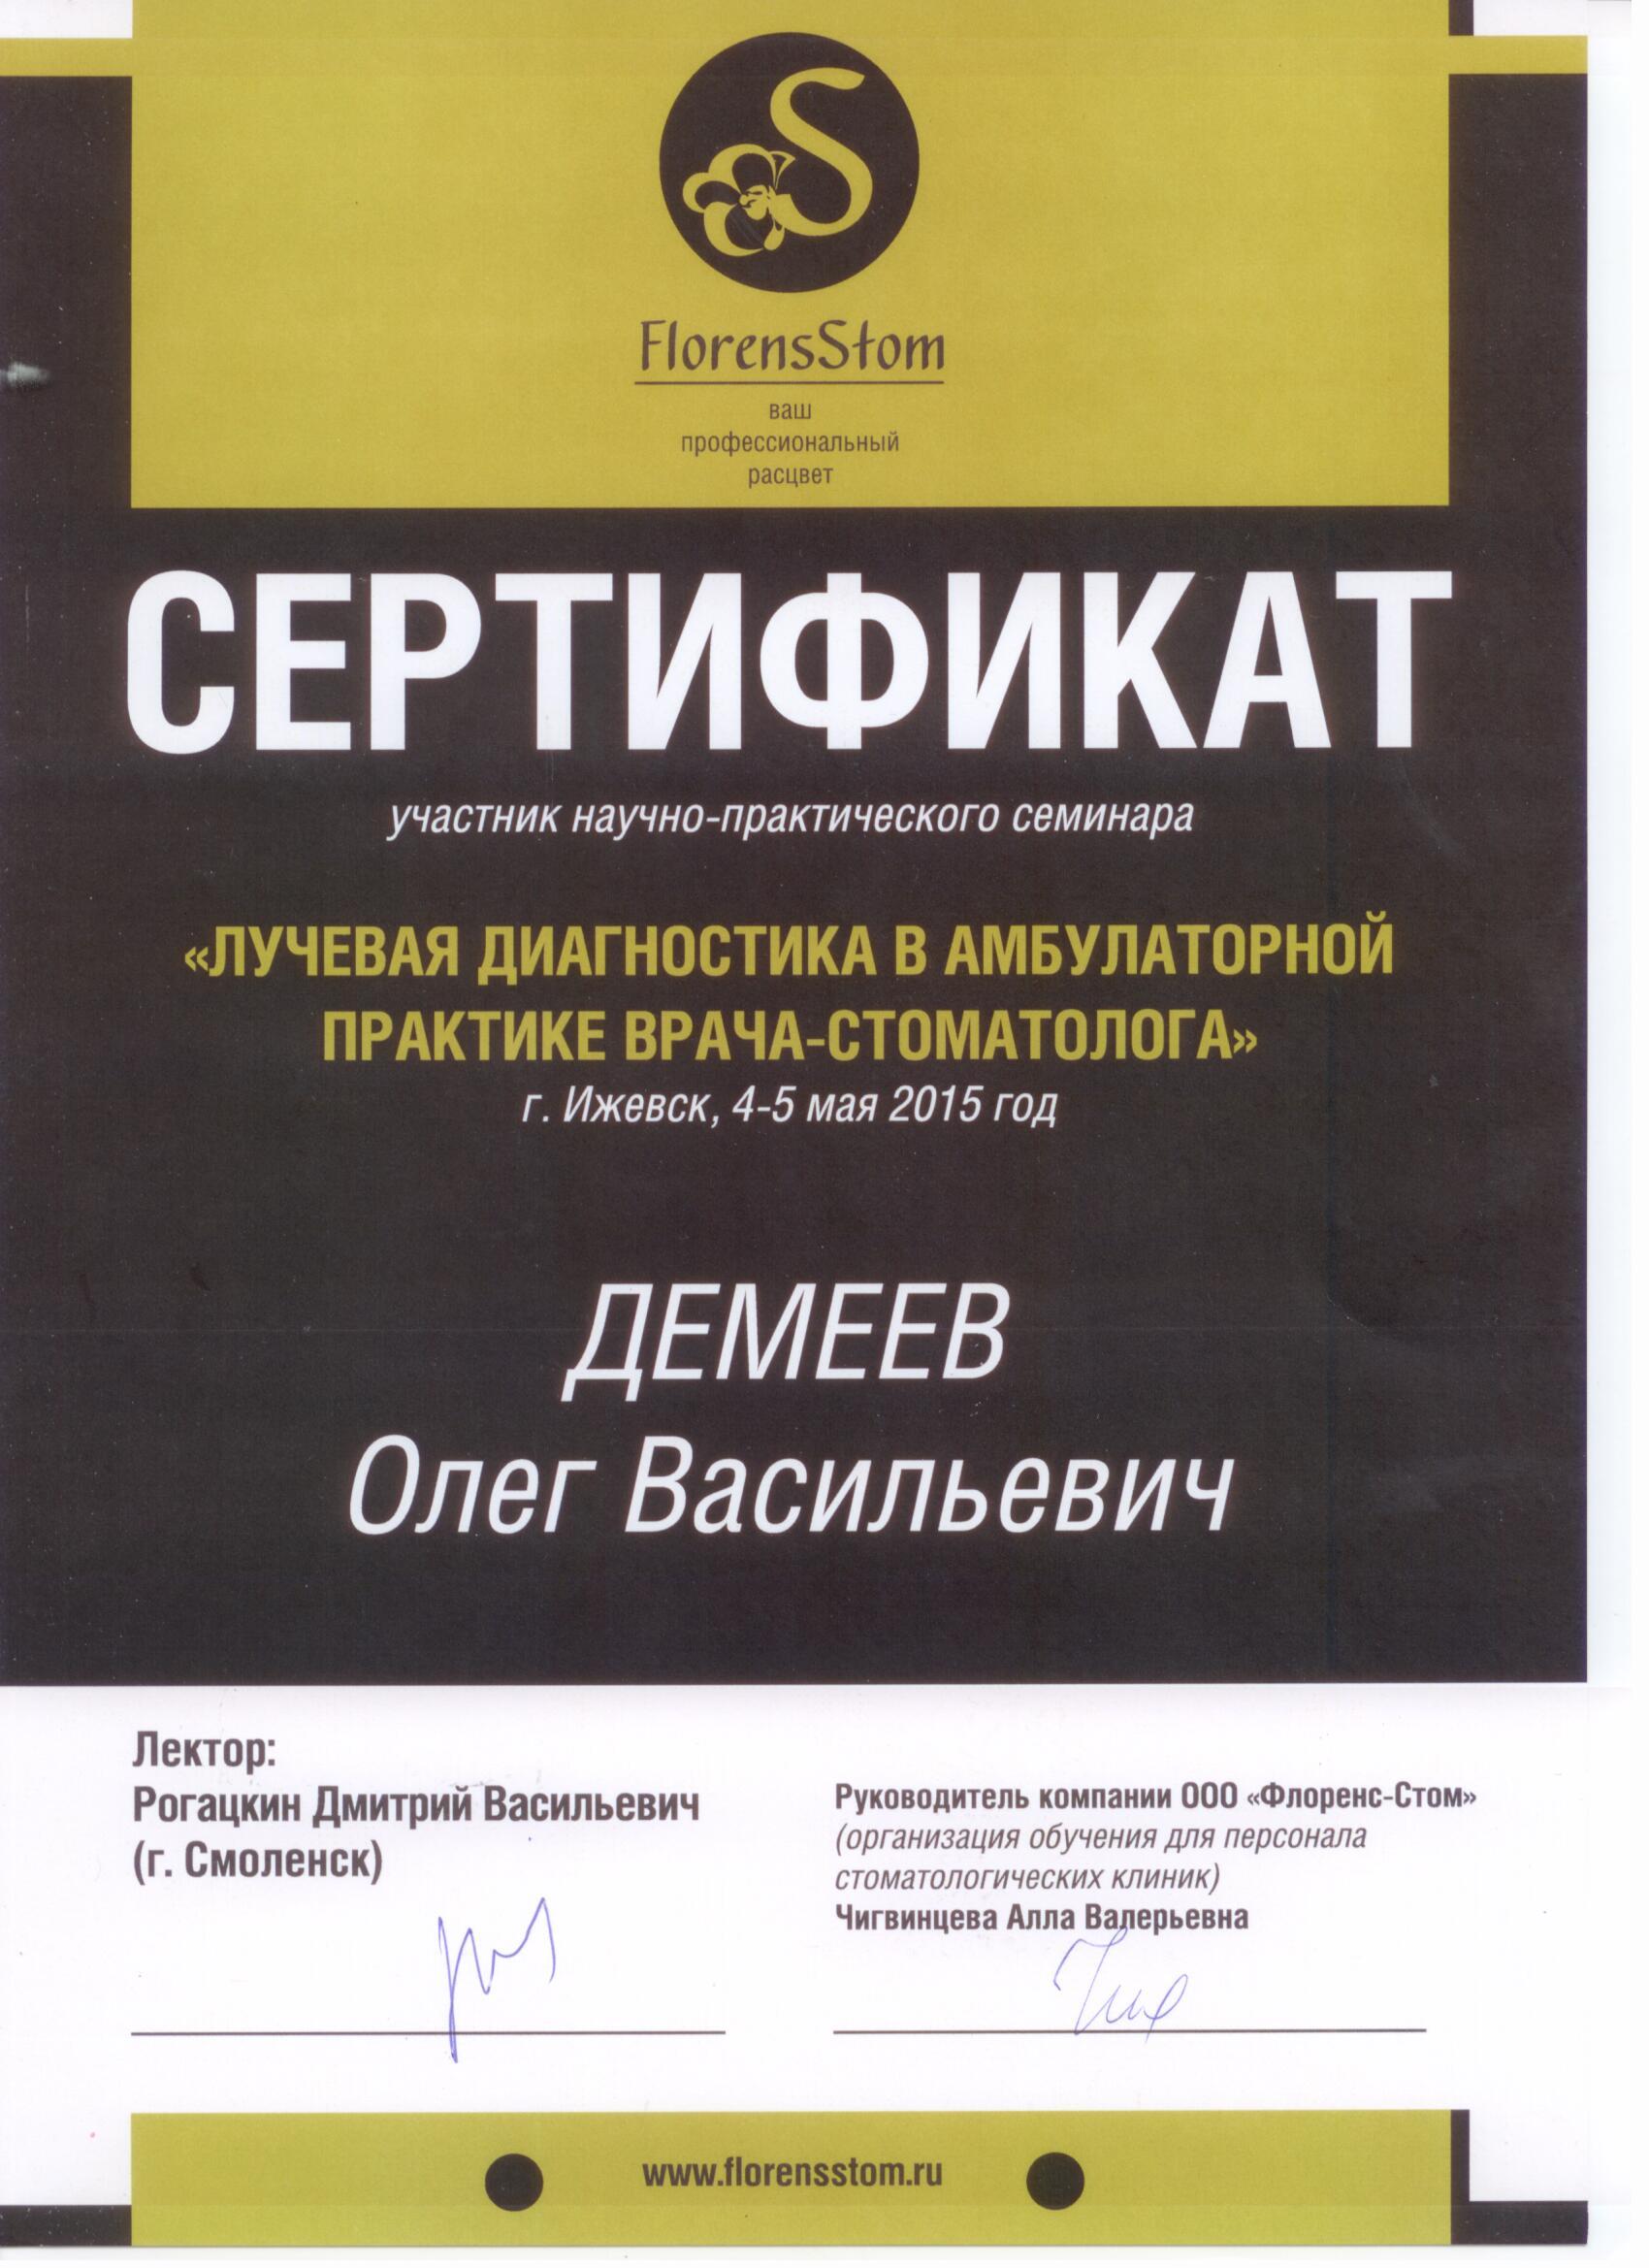 FlorensStom
ваш
профессиональный
расцвет
СЕРТИФИКАТ
участник научно-практического семинара
«ЛУЧЕВАЯ ДИАГНОСТИКА В АМБУЛАТОРНОЙ
ПРАКТИКЕ ВРАЧА-СТОМАТОЛОГА»
г. Ижевск, 4-5 мая 2015 год
ДЕМЕЕВ
Олег Васильевич
Лектор:
Рогацкин Дмитрий Васильевич
(г. Смоленск)
Руководитель компании ООО «Флоренс-Стом»
(организация обучения для персонала
стоматологических клиник)
Чигвинцева Алла Валерьевна
www.florensstom.ru